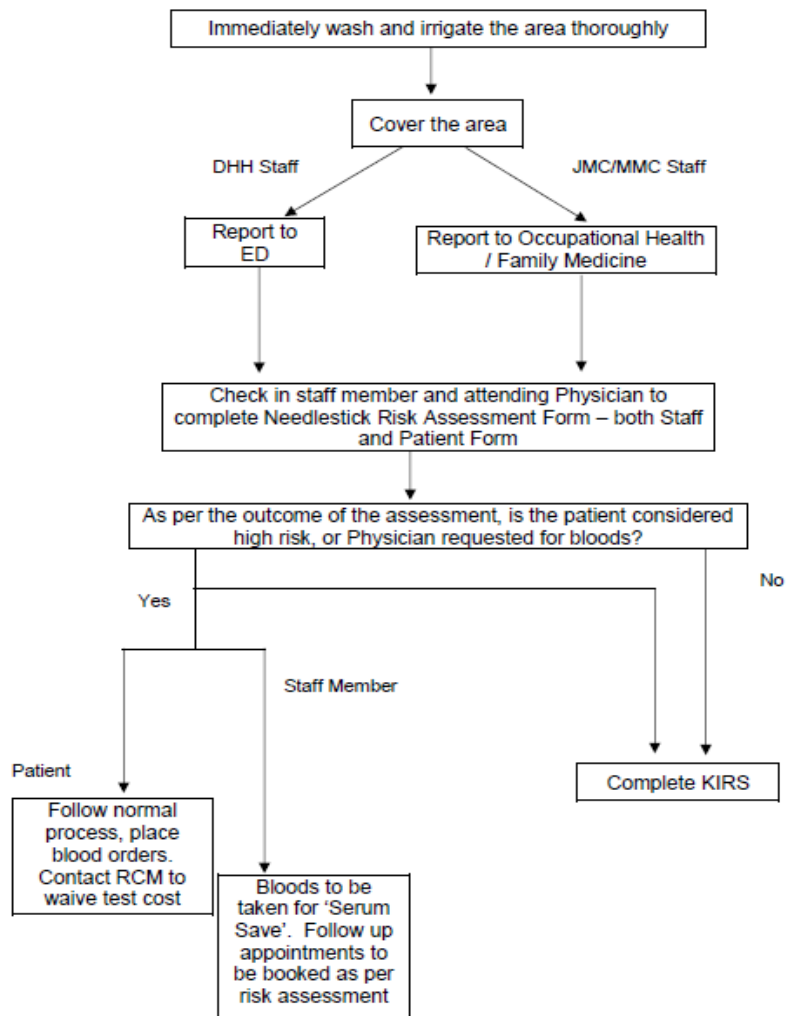 Immediately wash and irrigate the area thoroughly
Cover the area
DHH Staff
JMC/MMC Staff
Report to
ED
Report to Occupational Health
/ Family Medicine
Check in staff member and attending Physician to
complete Needlestick Risk Assessment Form – both Staff
and Patient Form
As per the outcome of the assessment, is the patient considered
high risk, or Physician requested for bloods?
Yes
No
Staff Member
Patient
Follow normal
process, place
blood orders.
Contact RCM to
waive test cost
Complete KIRS
Bloods to be
taken for ‘Serum
Save’. Follow up
appointments to
be booked as per
risk assessment